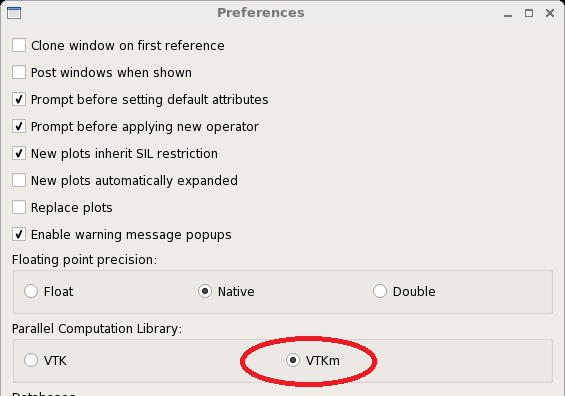 Preferences
Clone window on first reference
Post windows when shown
Prompt before setting default attributes
Prompt before applying new operator
New plots inherit SIL restriction
New plots automatically expanded
Replace plots
Enable warning message popups
Floating point precision:
Float Native Double
Parallel Computation Library:
VTK VTKm